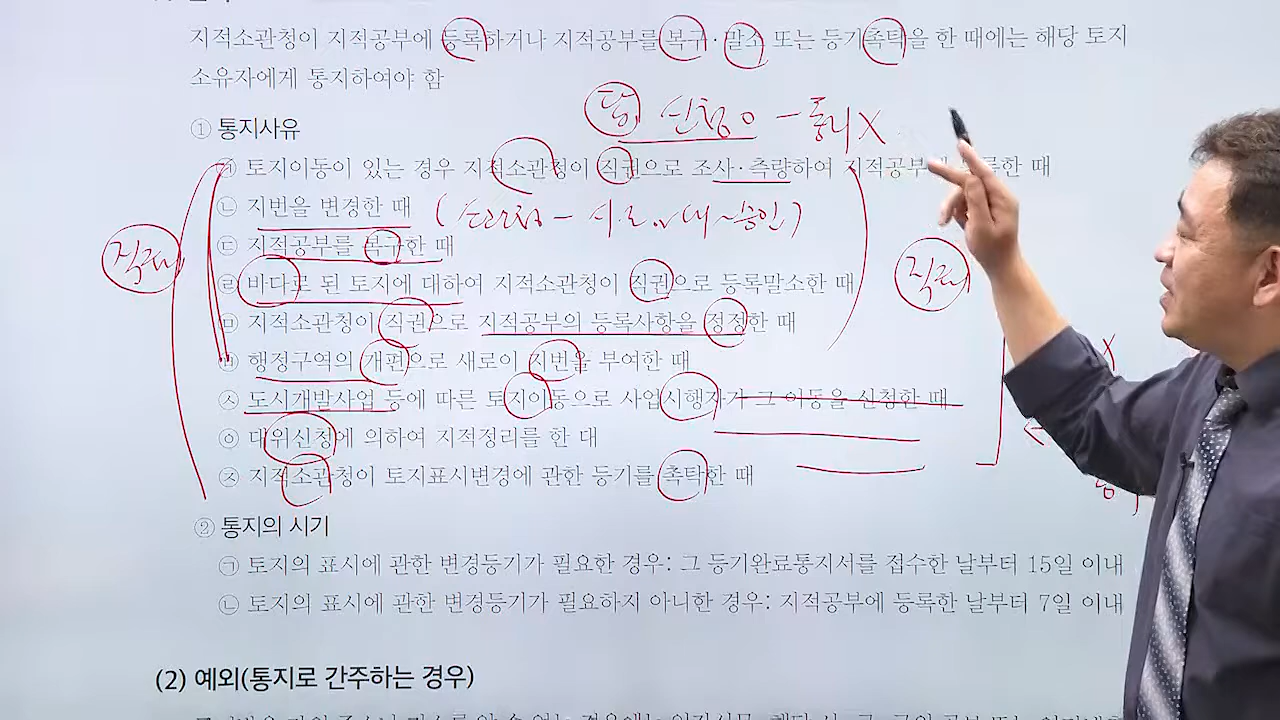 지적소관청이 지적공부에 등록하거나 지적공부를 복구·말소 또는 등기촉탁을 한 때에는 해당 토지
소유자에게 통지하여야 함
신청 0 - 통지 X
① 통지사유
㉠ 토지이동이 있는 경우 지적소관청이 직권으로 조사·측량하여 지적공부에 등록한 때
㉡ 지번을 변경한 때
㉢ 지적공부를 복구한 때
직권
직권
㉣ 바다로 된 토지에 대하여 지적소관청이 직권으로 등록말소한 때
㉤ 지적소관청이 직권으로 지적공부의 등록사항을 정정한 때
㉥ 행정구역의 개편으로 새로이 지번을 부여한 때
㉦ 도시개발사업 등에 따른 토지이동으로 사업시행자가 그 이동을 신청한 때
㉧ 대위신청에 의하여 지적정리를 한 대
㉨ 지적소관청이 토지표시변경에 관한 등기를 촉탁한 때
② 통지의 시기
㉠ 토지의 표시에 관한 변경등기가 필요한 경우: 그 등기완료통지서를 접수한 날부터 15일 이내
㉡ 토지의 표시에 관한 변경등기가 필요하지 아니한 경우: 지적공부에 등록한 날부터 7일 이내
(2) 예외(통지로 간주하는 경우)